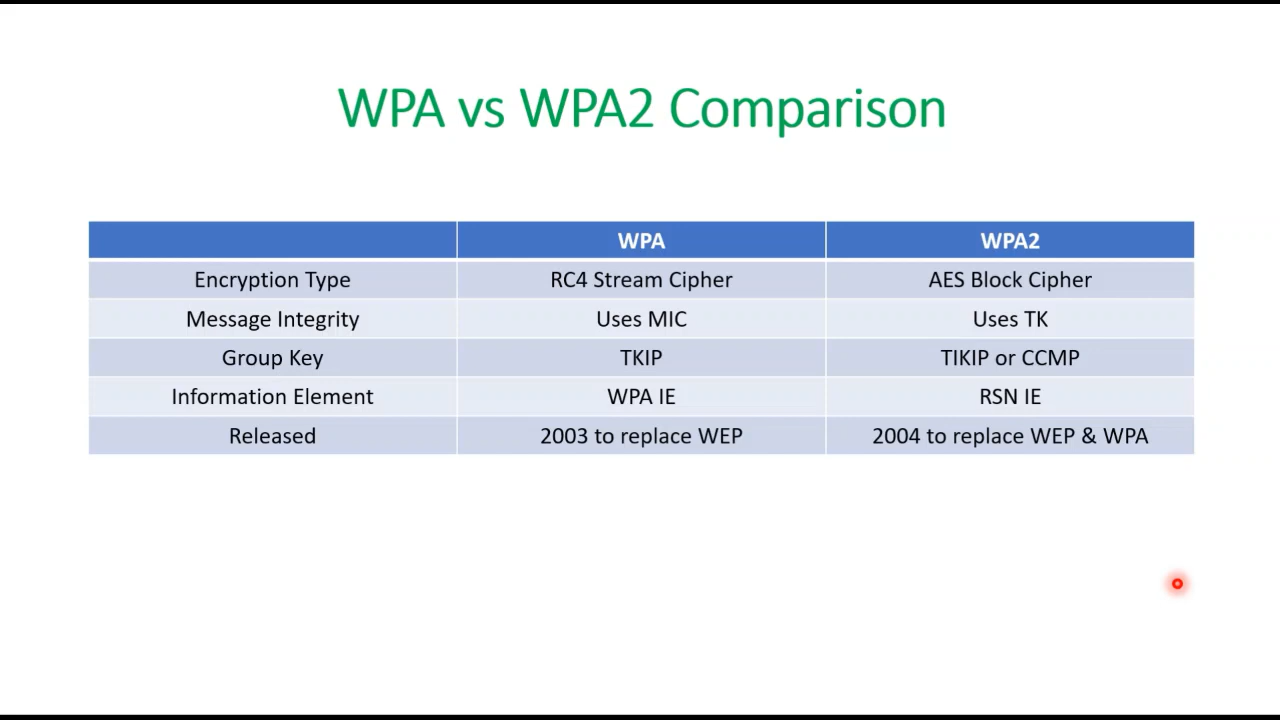 WPA vs WPA2 Comparison
WPA WPA2
Encryption Type RC4 Stream Cipher AES Block Cipher
Message Integrity Uses MIC Uses TK
Group Key TKIP TIKIP or CCMP
Information Element WPA IE RSN IE
Released 2003 to replace WEP 2004 to replace WEP & WPA